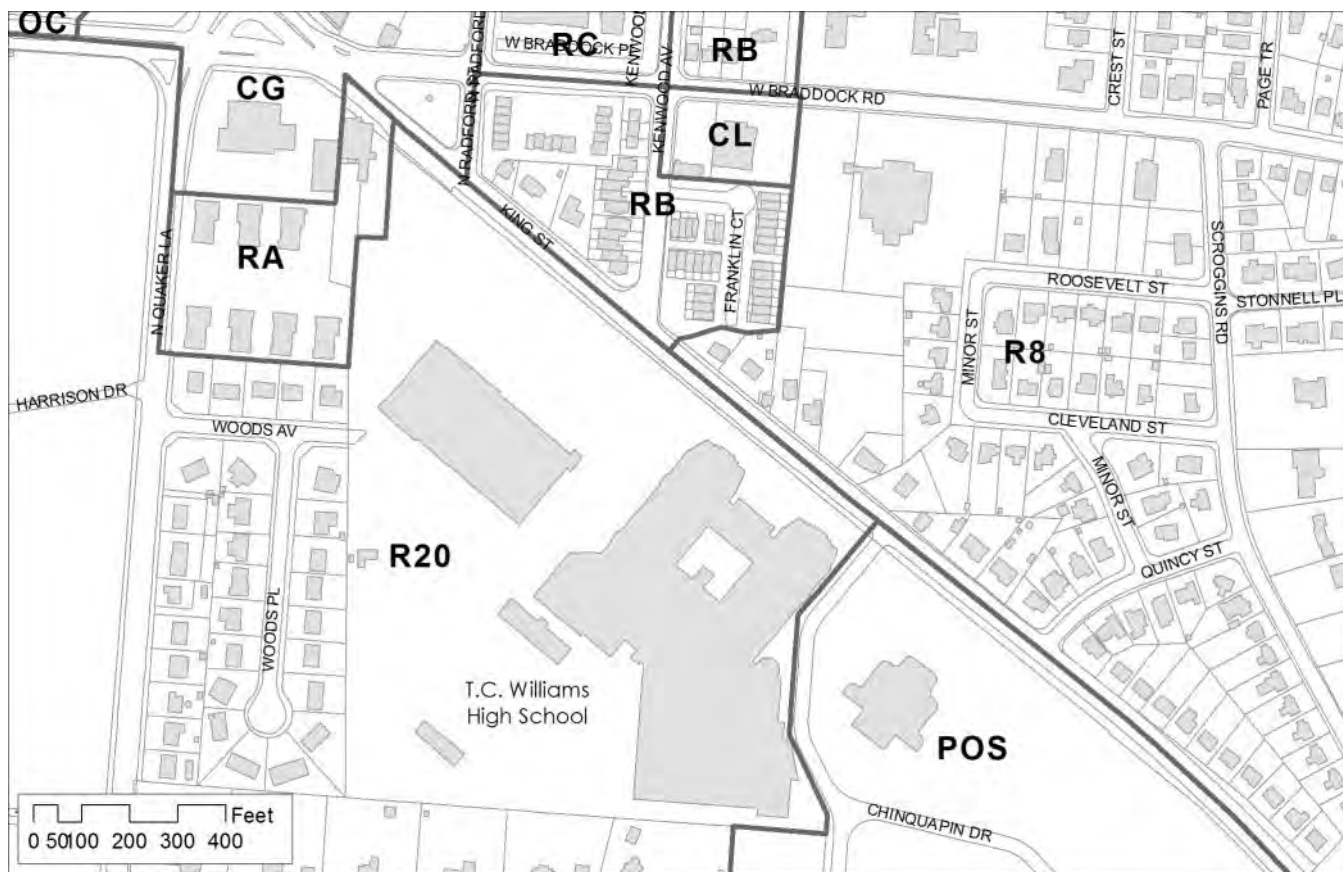 OC
W BRADDOCK PL
RC
KENWOOD
RB
CREST ST
PAGE TR
CG
N RADFORD ST
KENWOOD AV
W BRADDOCK RD
CL
RB
KING ST
FRANKLIN CT
RA
N QUAKER LA
SCROGGINS RD
ROOSEVELT ST
STONNELL PL
MINOR ST
R8
HARRISON DR
WOODS AV
CLEVELAND ST
MINOR ST
QUINCY ST
R20
WOODS PL
T.C. Williams
High School
POS
CHINQUAPIN DR
Feet
0 50100 200 300 400